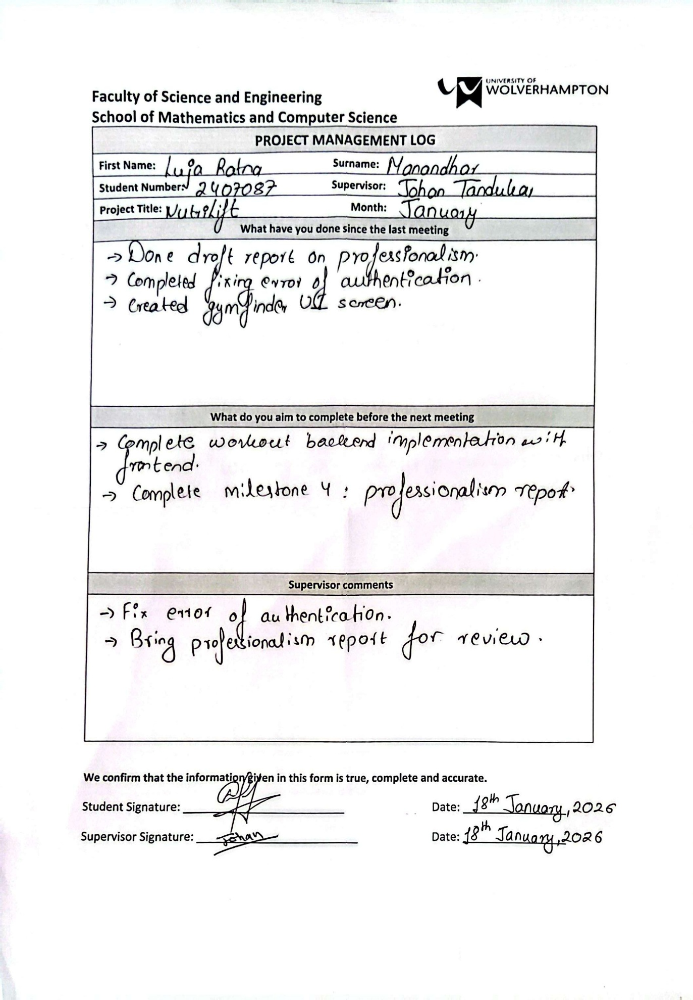 UNIVERSITY OF
WOLVERHAMPTON
Faculty of Science and Engineering
School of Mathematics and Computer Science
PROJECT MANAGEMENT LOG
First Name: Luja Ratna Surname: Manandhar
Student Number: 2407087 Supervisor: Johan Tandukar
Project Title: Nutrilift Month: January
What have you done since the last meeting
→ Done draft report on professionalism.
→ Completed fixing error of authentication.
→ Created gymfinder UI screen.
What do you aim to complete before the next meeting
→ Complete workout backend implementation with
frontend.
→ Complete milestone 4 : professionalism report.
Supervisor comments
→ Fix error of authentication.
→ Bring professionalism report for review.
We confirm that the information given in this form is true, complete and accurate.
Student Signature: Date: 18th January, 2026
Supervisor Signature: Johan Date: 18th January, 2026